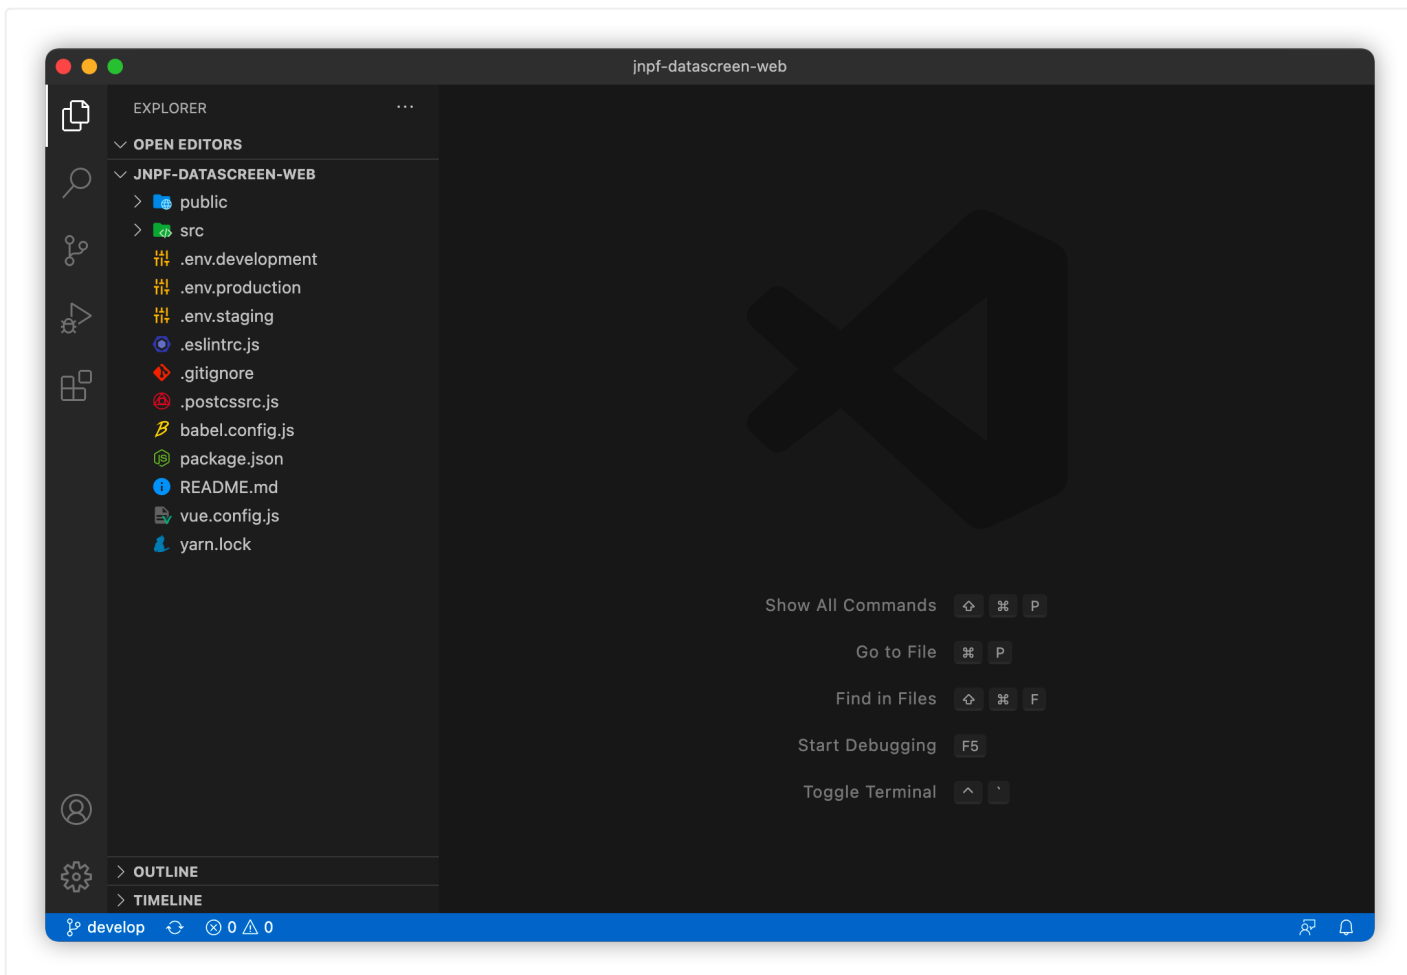 jnpf-datascreen-web
EXPLORER ...
OPEN EDITORS
JNPF-DATASCREEN-WEB
public
src
.env.development
.env.production
.env.staging
.eslintrc.js
.gitignore
.postcssrc.js
babel.config.js
package.json
README.md
vue.config.js
yarn.lock
OUTLINE
TIMELINE
Show All Commands ⇧ ⌘ P
Go to File ⌘ P
Find in Files ⇧ ⌘ F
Start Debugging F5
Toggle Terminal ^ `
develop 0 0